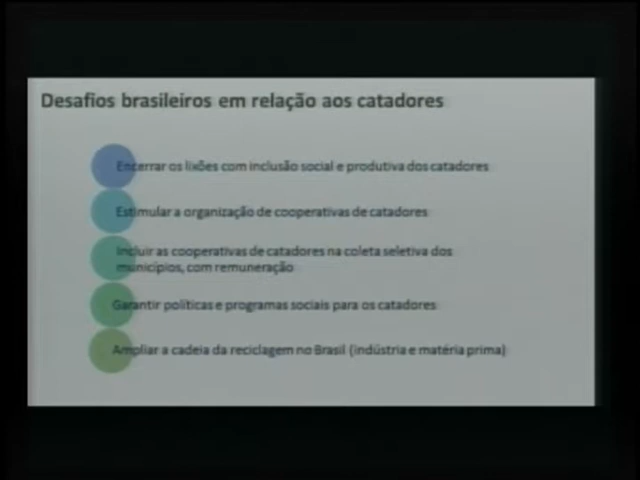 Desafios brasileiros em relação aos catadores
Encerrar os lixões com inclusão social e produtiva dos catadores
Estimular a organização de cooperativas de catadores
Incluir as cooperativas de catadores na coleta seletiva dos
municípios, com remuneração
Garantir políticas e programas sociais para os catadores
Ampliar a cadeia da reciclagem no Brasil (indústria e matéria prima)